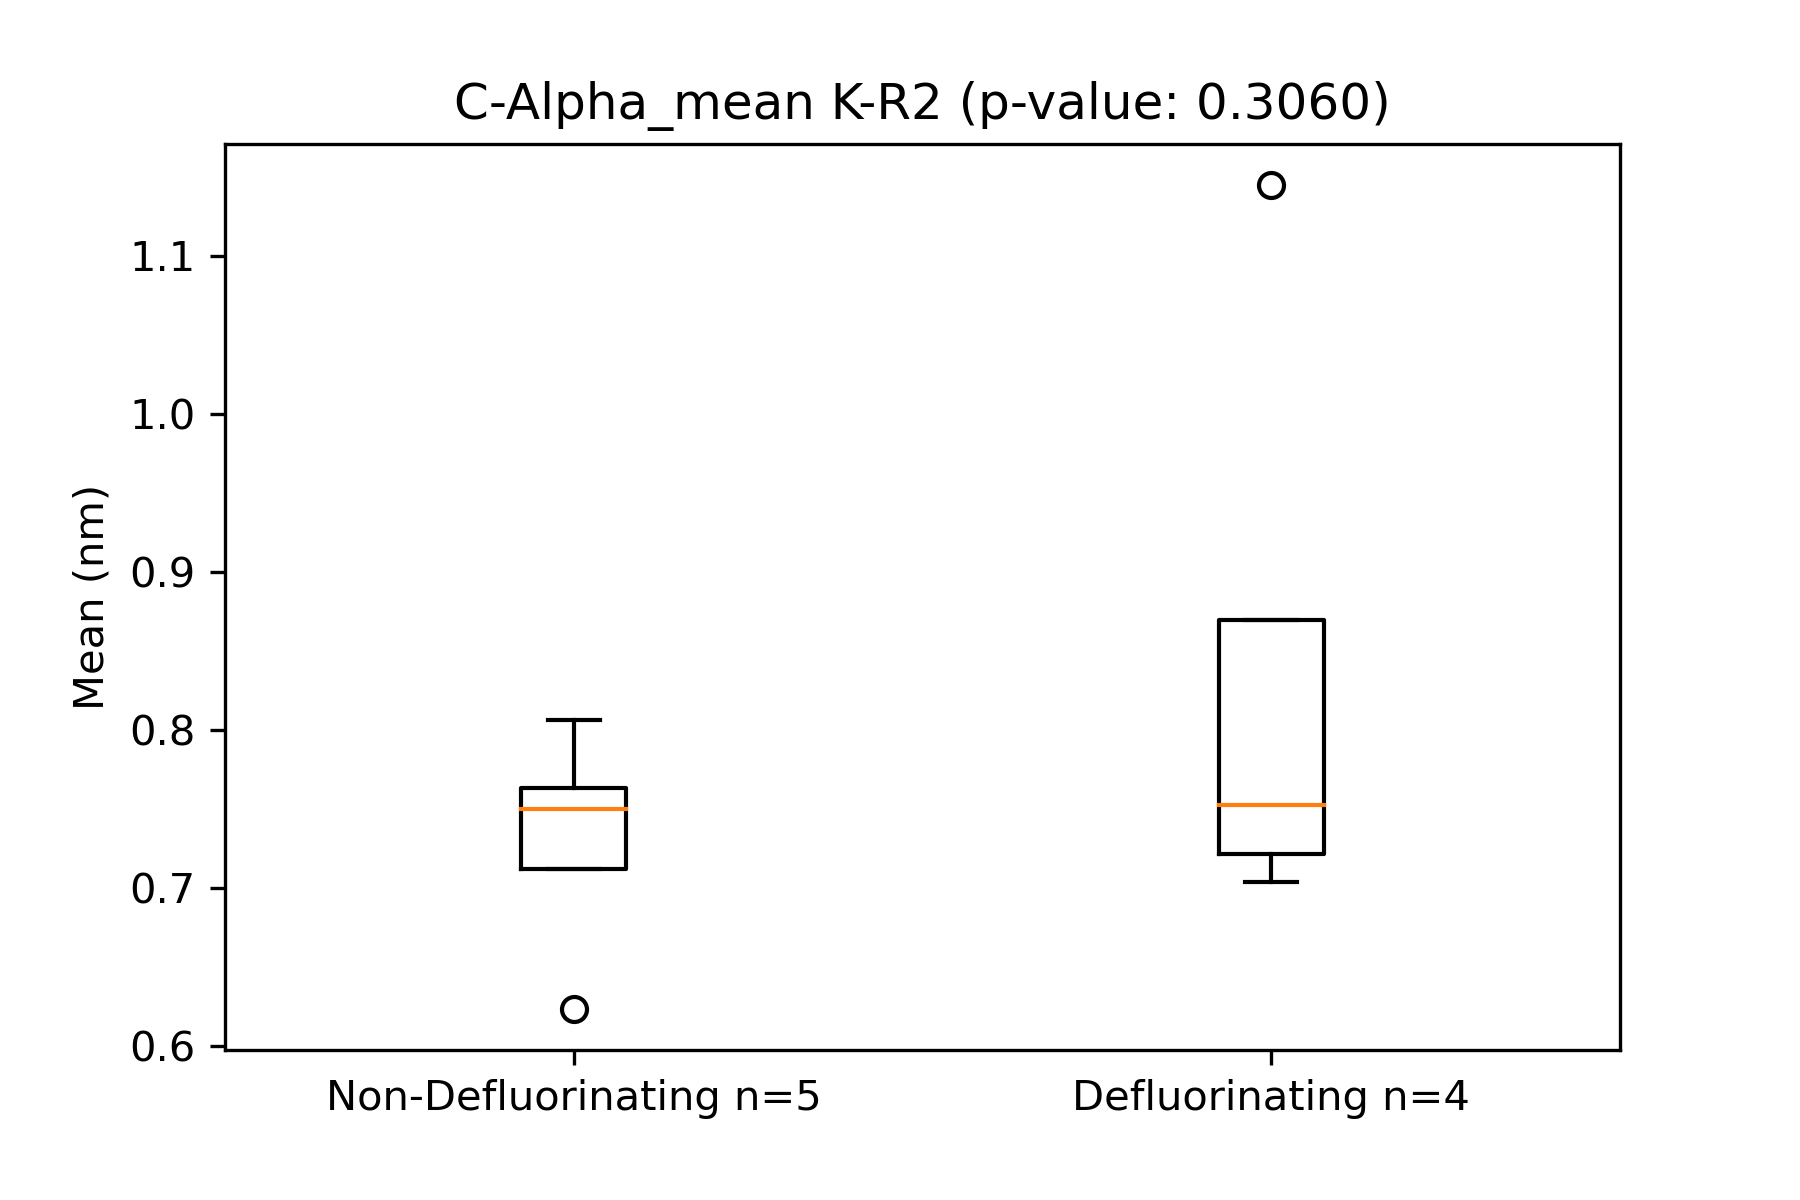 C-Alpha_mean K-R2 (p-value: 0.3060)
Mean (nm)
1.1
1.0
0.9
0.8
0.7
0.6
Non-Defluorinating n=5
Defluorinating n=4